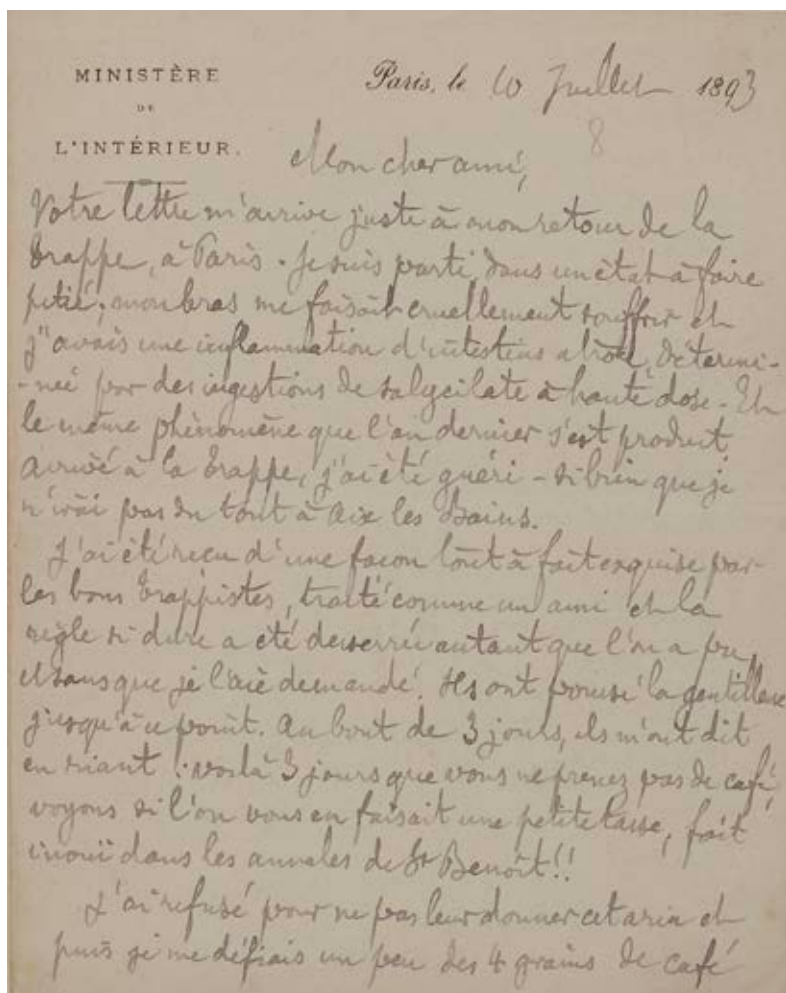 MINISTÈRE
DE
L'INTÉRIEUR.
Paris, le 10 Juillet 1893
8
Mon cher ami,
Votre lettre m'arrive juste à mon retour de la
Trappe, à Paris. Je suis parti, dans un état à faire
pitié; mon bras me faisait cruellement souffrir et
j'avais une inflammation d'intestins atroce, détermi-
-née par des ingestions de salycilate à haute dose. Et
le même phénomène que l'an dernier s'est produit,
arrivé à la Trappe, j'ai été guéri - si bien que je
n'irai pas du tout à Aix les Bains.
J'ai été reçu d'une façon tout à fait exquise par
les bons Trappistes, traité comme un ami et la
règle si dure a été desserrée autant que l'on a pu,
et sans que je l'aie demandé. Ils ont poussé la gentillesse
jusqu'à ce point. Au bout de 3 jours, ils m'ont dit
en riant : voilà 3 jours que vous ne prenez pas de café,
voyons si l'on vous en faisait une petite tasse, fait
inouï dans les annales de St Benoît!!
J'ai refusé pour ne pas leur donner cet aria et
puis je me défiais un peu des 4 grains de café